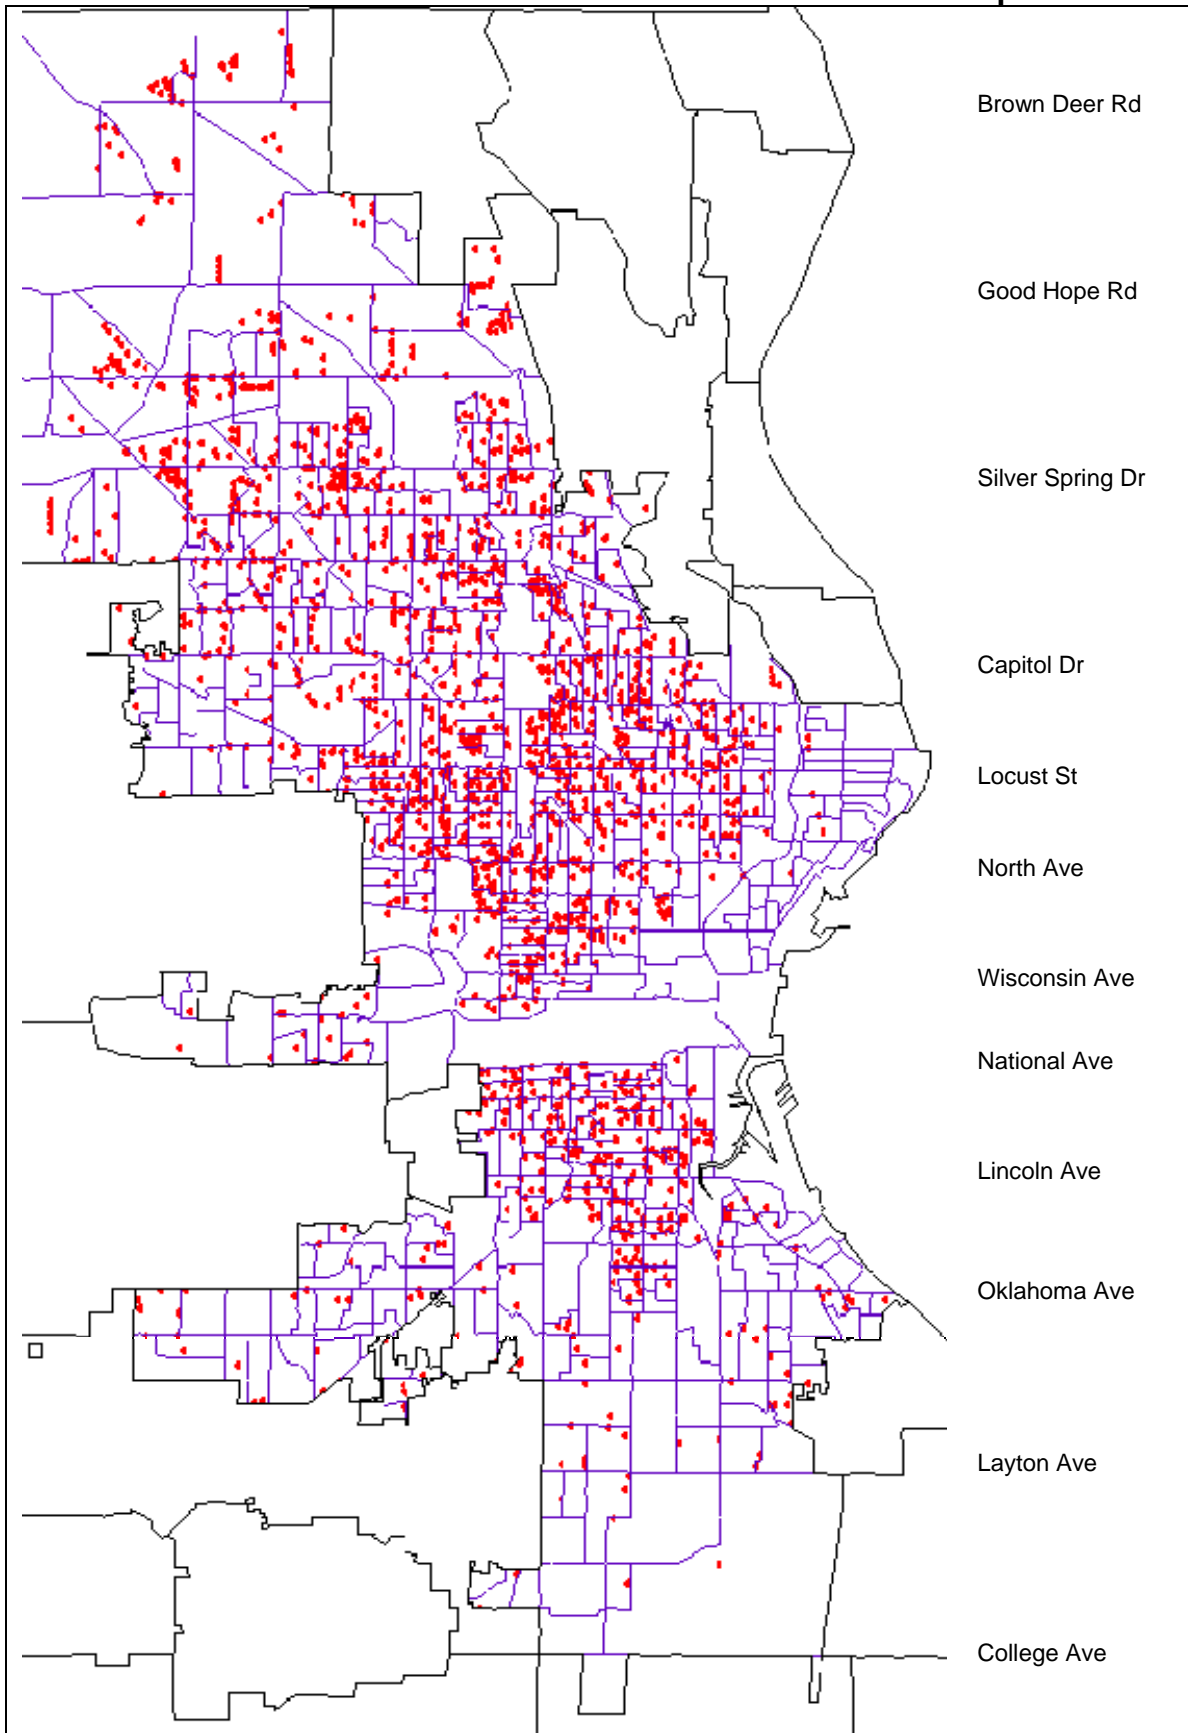 Brown Deer Rd
Good Hope Rd
Silver Spring Dr
Capitol Dr
Locust St
North Ave
Wisconsin Ave
National Ave
Lincoln Ave
Oklahoma Ave
Layton Ave
College Ave